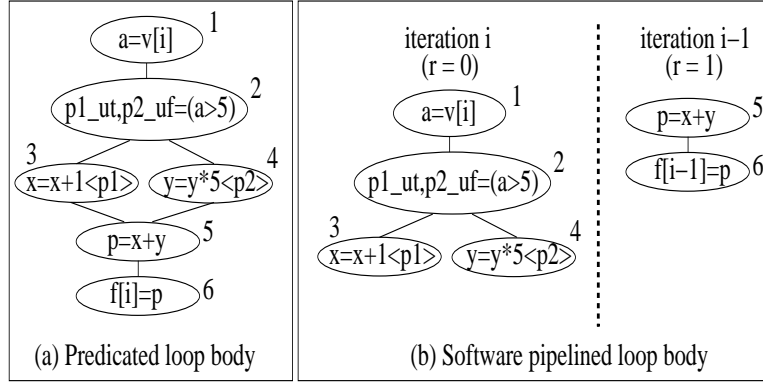 1
a=v[i]
2
p1_ut,p2_uf=(a>5)
3
4
x=x+1<p1>
y=y*5<p2>
p=x+y
5
f[i]=p
6
(a) Predicated loop body
iteration i
(r = 0)
1
a=v[i]
2
p1_ut,p2_uf=(a>5)
3
4
x=x+1<p1>
y=y*5<p2>
iteration i−1
(r = 1)
p=x+y
5
f[i−1]=p
6
(b) Software pipelined loop body